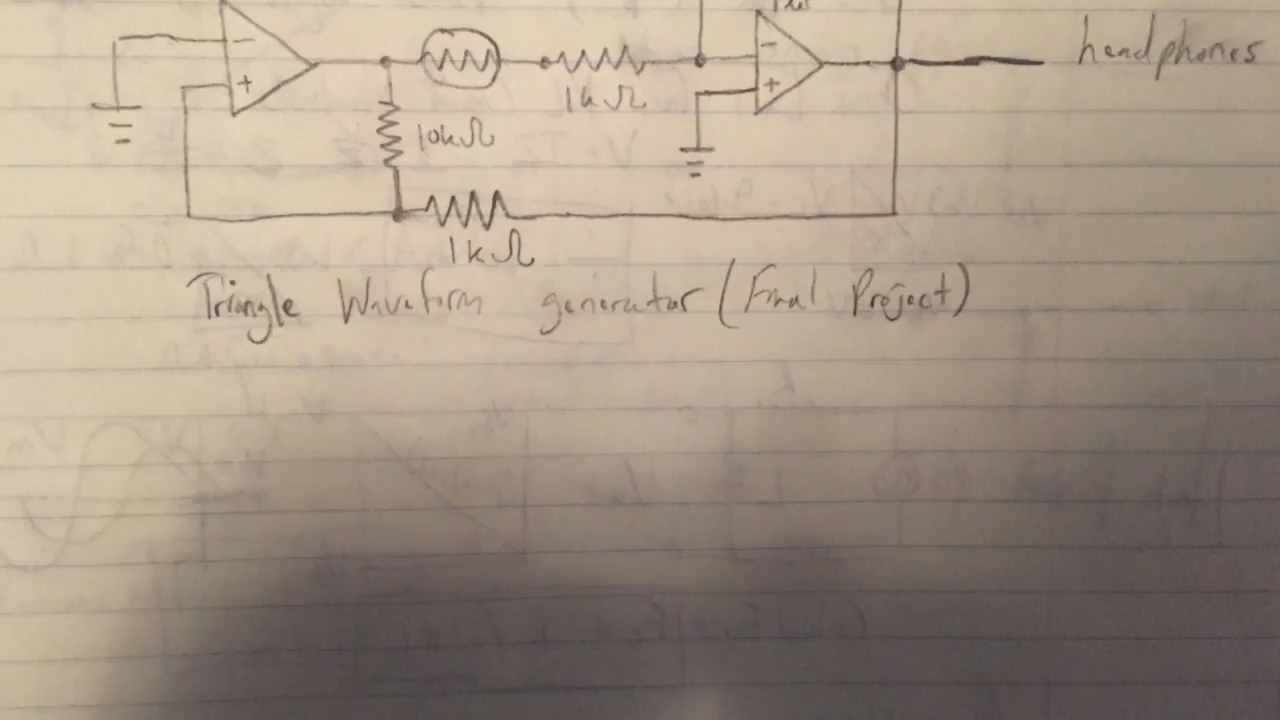 - -
headphones
+ +
1kΩ
10kΩ
1kΩ
Triangle Waveform generator (Final Project)